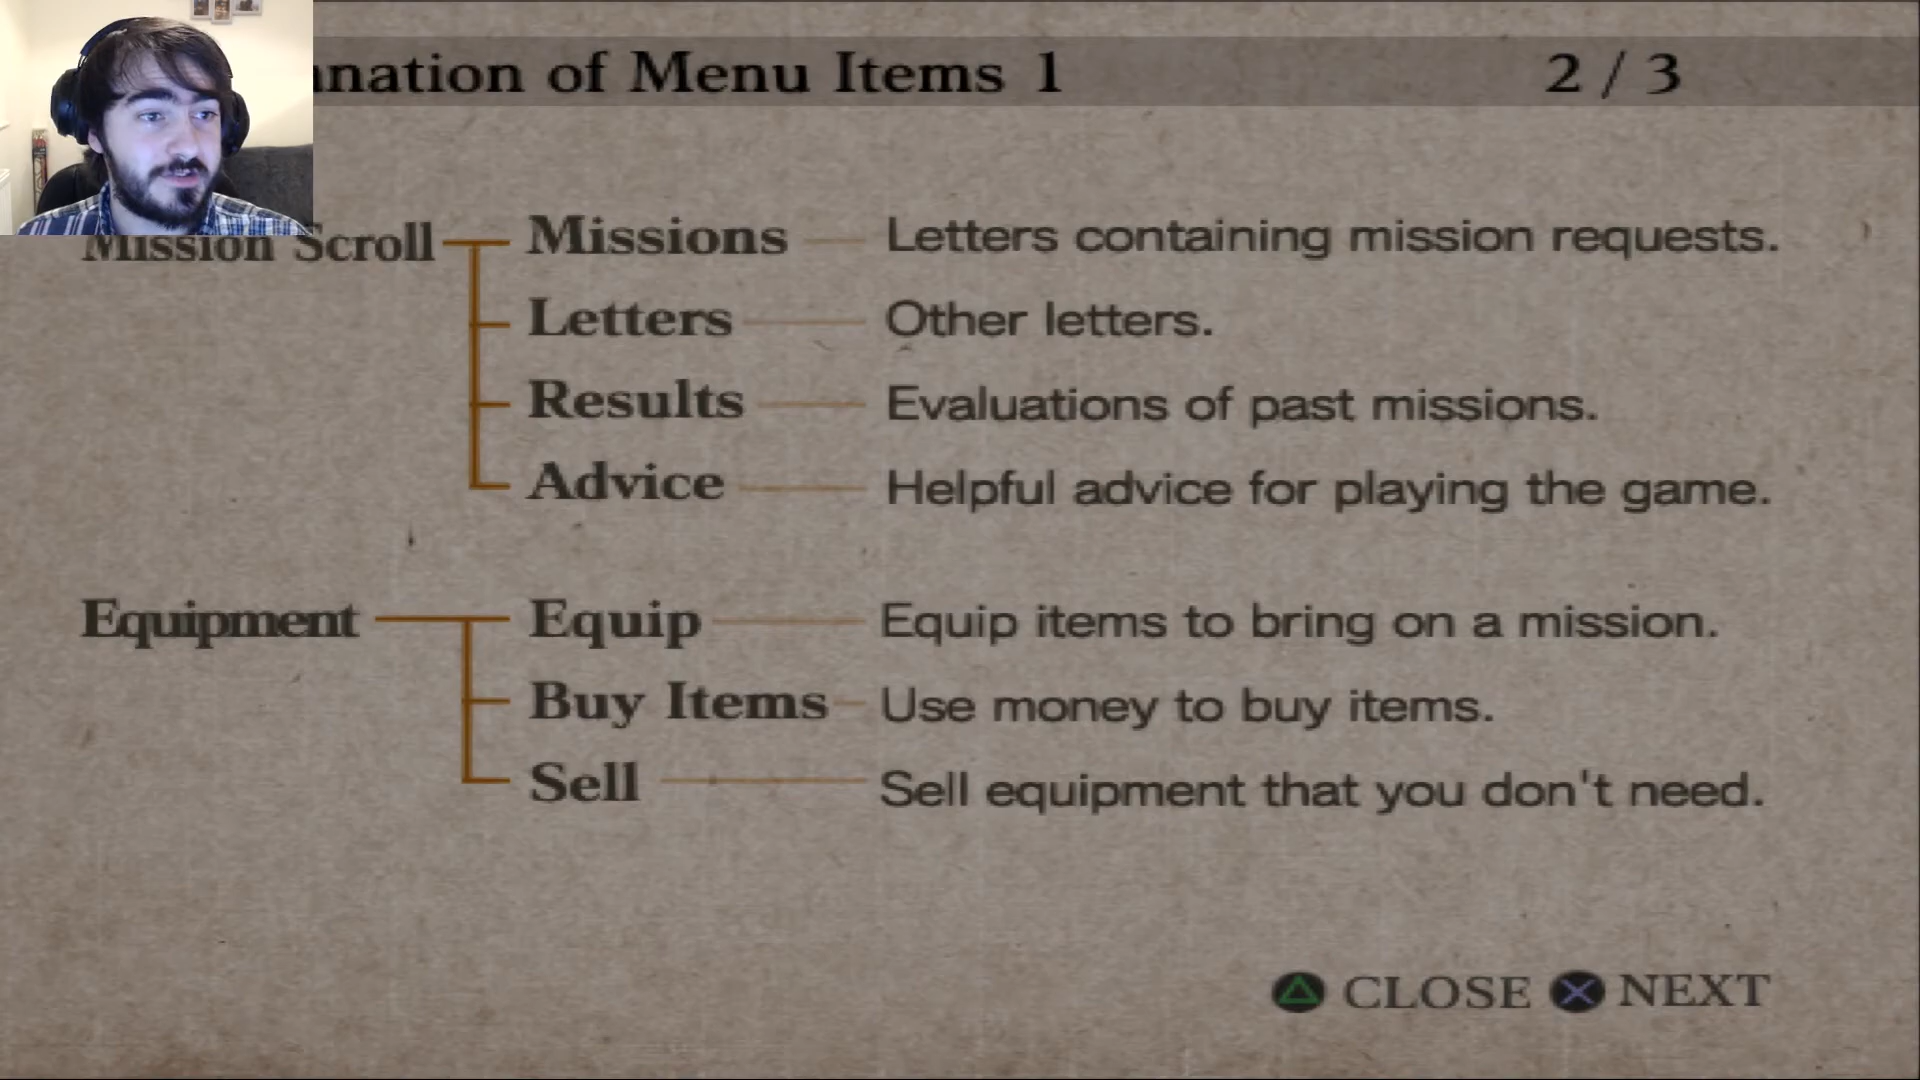 nation of Menu Items 1 2 / 3
Mission Scroll Missions Letters containing mission requests.
Letters Other letters.
Results Evaluations of past missions.
Advice Helpful advice for playing the game.
Equipment Equip Equip items to bring on a mission.
Buy Items Use money to buy items.
Sell Sell equipment that you don't need.
CLOSE NEXT